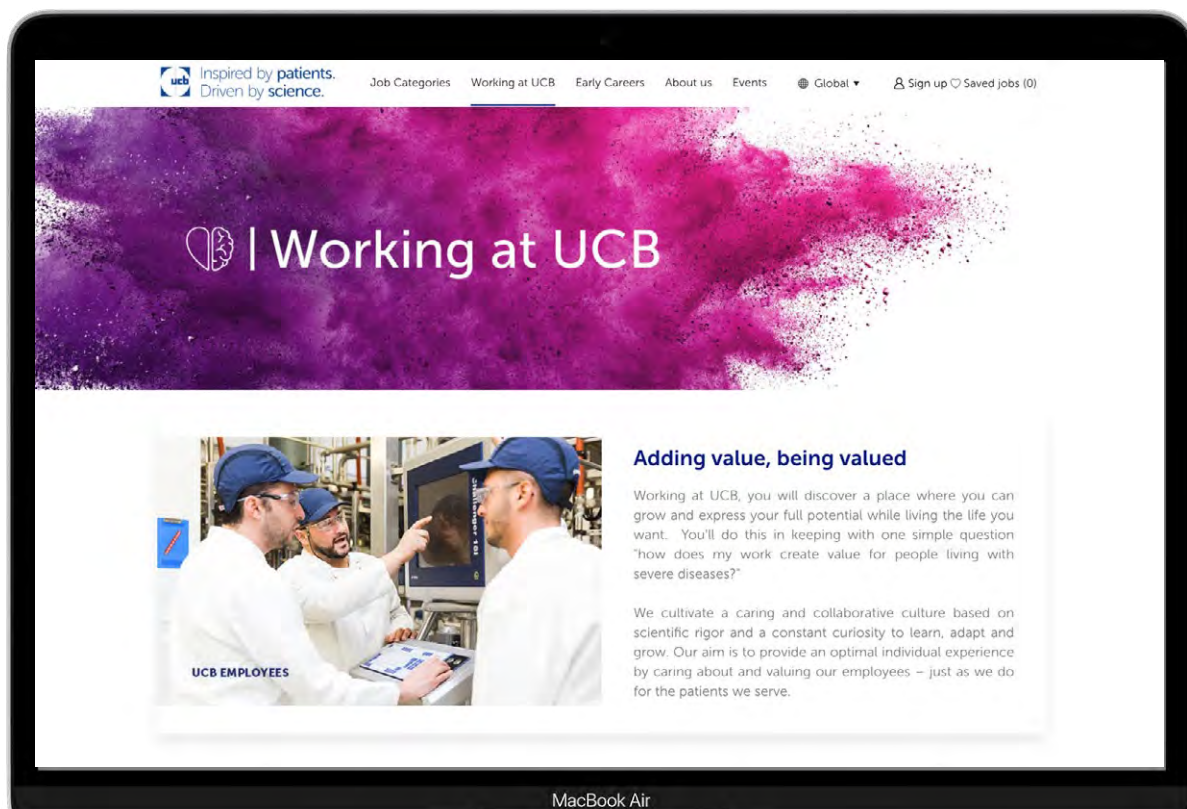 ucb
Inspired by patients.
Driven by science.
Job Categories
Working at UCB
Early Careers
About us
Events
Global
Sign up
Saved jobs (0)
| Working at UCB
Challenger 10i
UCB EMPLOYEES
Adding value, being valued
Working at UCB, you will discover a place where you can
grow and express your full potential while living the life you
want. You'll do this in keeping with one simple question
"how does my work create value for people living with
severe diseases?"
We cultivate a caring and collaborative culture based on
scientific rigor and a constant curiosity to learn, adapt and
grow. Our aim is to provide an optimal individual experience
by caring about and valuing our employees – just as we do
for the patients we serve.
MacBook Air